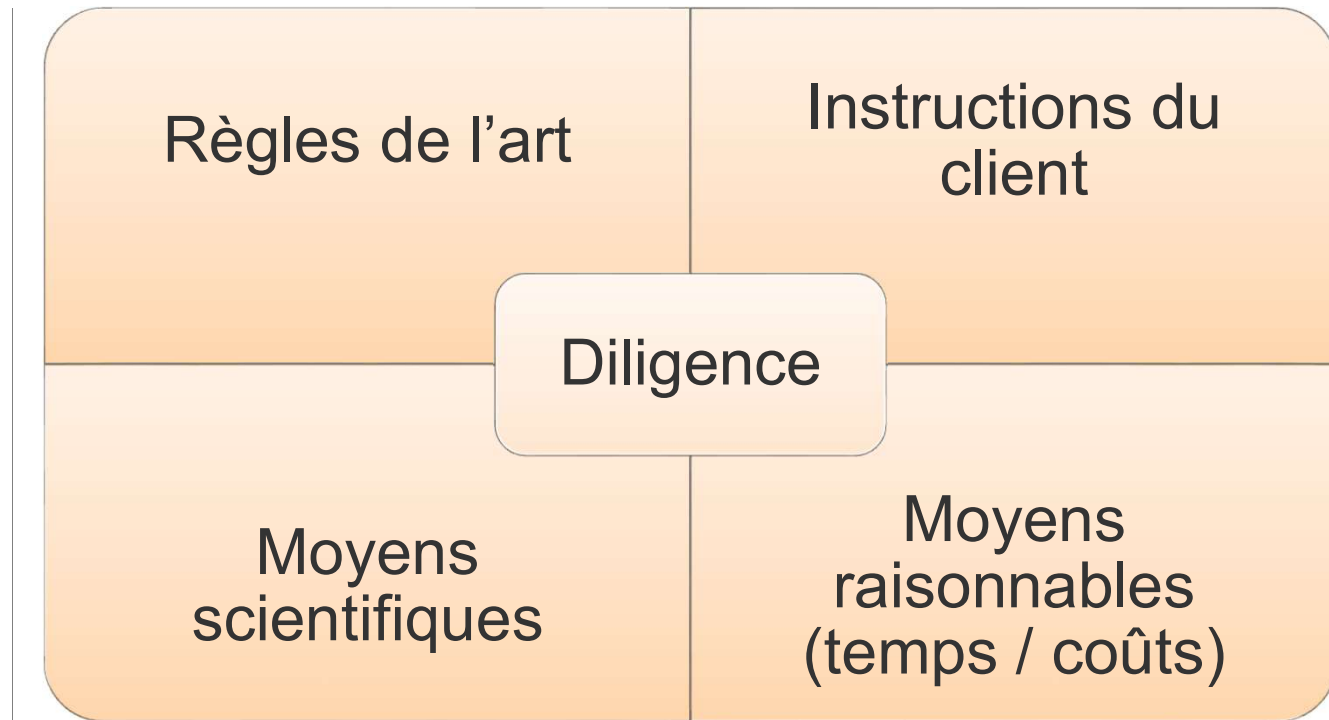 Règles de l’art
Instructions du
client
Diligence
Moyens
scientifiques
Moyens
raisonnables
(temps / coûts)